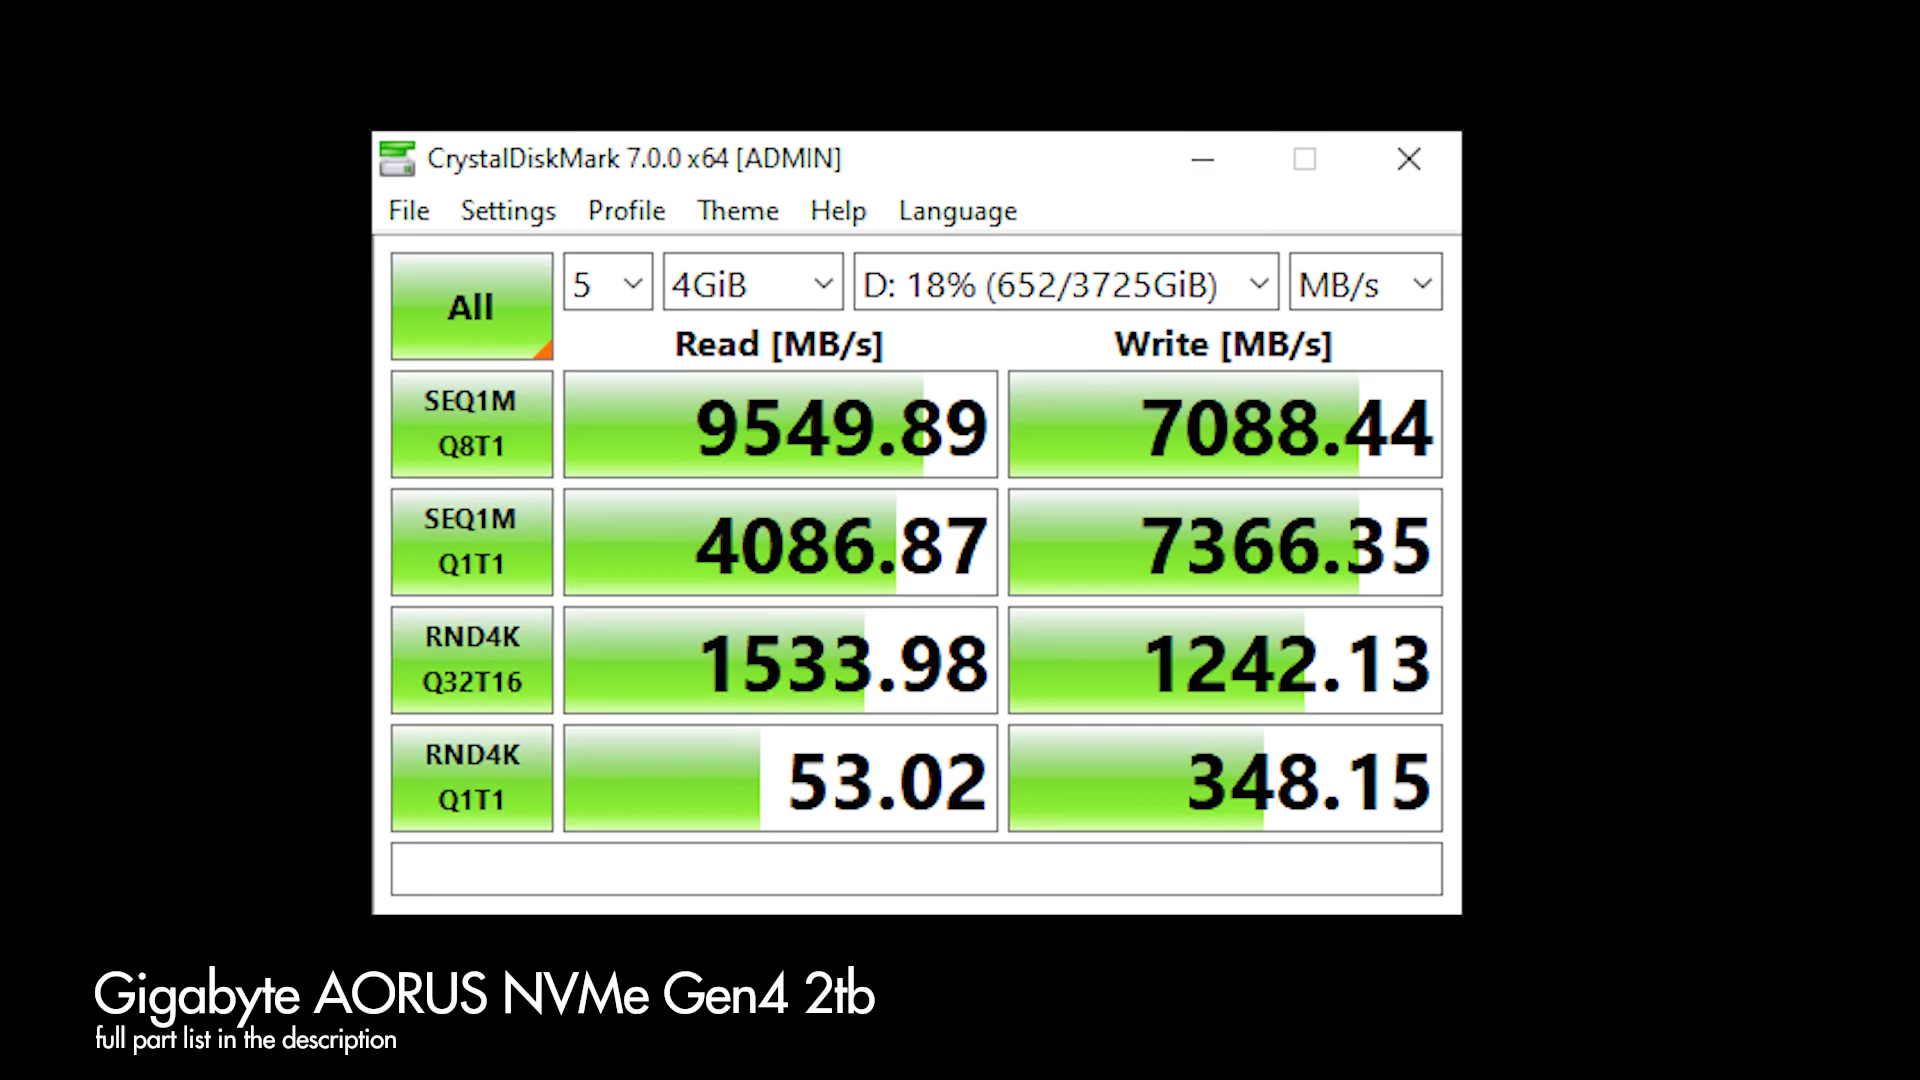 CrystalDiskMark 7.0.0 x64 [ADMIN]
File Settings Profile Theme Help Language
All 5 4GiB D: 18% (652/3725GiB) MB/s
Read [MB/s] Write [MB/s]
SEQ1M
Q8T1 9549.89 7088.44
SEQ1M
Q1T1 4086.87 7366.35
RND4K
Q32T16 1533.98 1242.13
RND4K
Q1T1 53.02 348.15
Gigabyte AORUS NVMe Gen4 2tb
full part list in the description